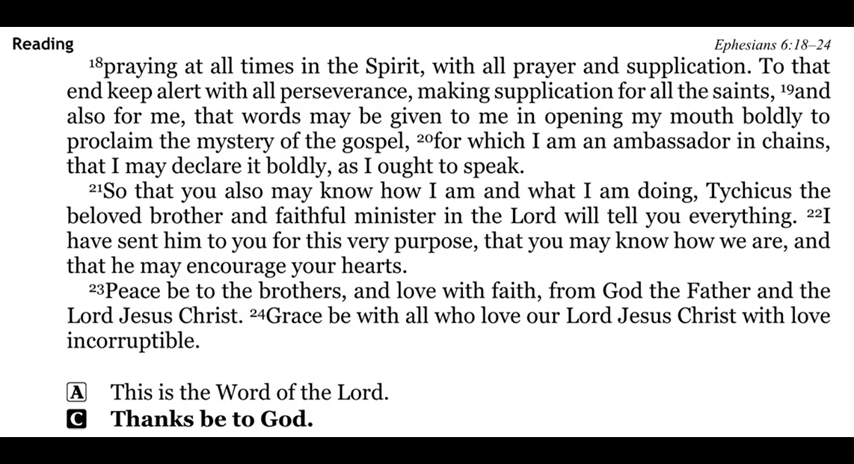 Reading Ephesians 6:18–24
¹⁸praying at all times in the Spirit, with all prayer and supplication. To that
end keep alert with all perseverance, making supplication for all the saints, ¹⁹and
also for me, that words may be given to me in opening my mouth boldly to
proclaim the mystery of the gospel, ²⁰for which I am an ambassador in chains,
that I may declare it boldly, as I ought to speak.
²¹So that you also may know how I am and what I am doing, Tychicus the
beloved brother and faithful minister in the Lord will tell you everything. ²²I
have sent him to you for this very purpose, that you may know how we are, and
that he may encourage your hearts.
²³Peace be to the brothers, and love with faith, from God the Father and the
Lord Jesus Christ. ²⁴Grace be with all who love our Lord Jesus Christ with love
incorruptible.
A This is the Word of the Lord.
C Thanks be to God.